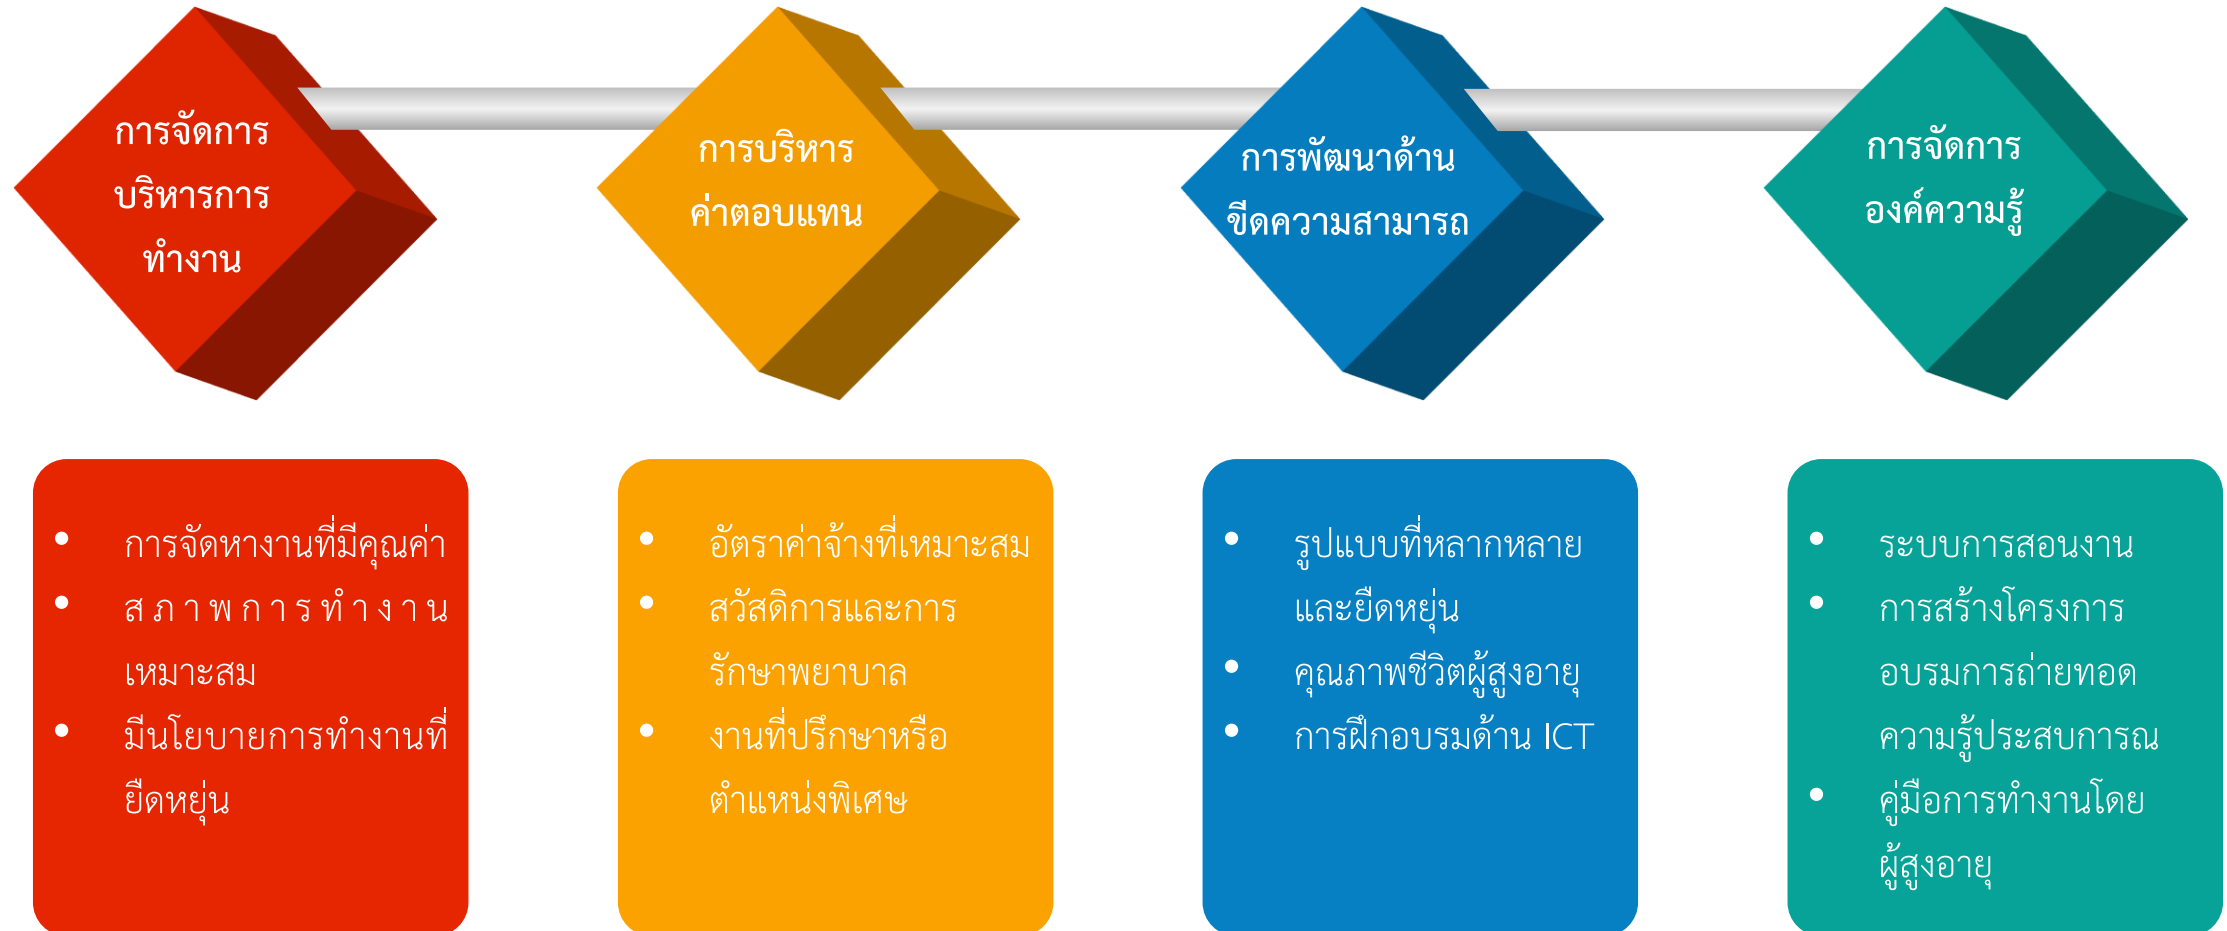 การจัดการ
บริหารการ
ทำงาน
การบริหาร
ค่าตอบแทน
การพัฒนาด้าน
ขีดความสามารถ
การจัดการ
องค์ความรู้
• การจัดหางานที่มีคุณค่า
• สภาพการทำงาน
เหมาะสม
• มีนโยบายการทำงานที่
ยืดหยุ่น
• อัตราค่าจ้างที่เหมาะสม
• สวัสดิการและการ
รักษาพยาบาล
• งานที่ปรึกษาหรือ
ตำแหน่งพิเศษ
• รูปแบบที่หลากหลาย
และยืดหยุ่น
• คุณภาพชีวิตผู้สูงอายุ
• การฝึกอบรมด้าน ICT
• ระบบการสอนงาน
• การสร้างโครงการ
อบรมการถ่ายทอด
ความรู้ประสบการณ
• คู่มือการทำงานโดย
ผู้สูงอายุ